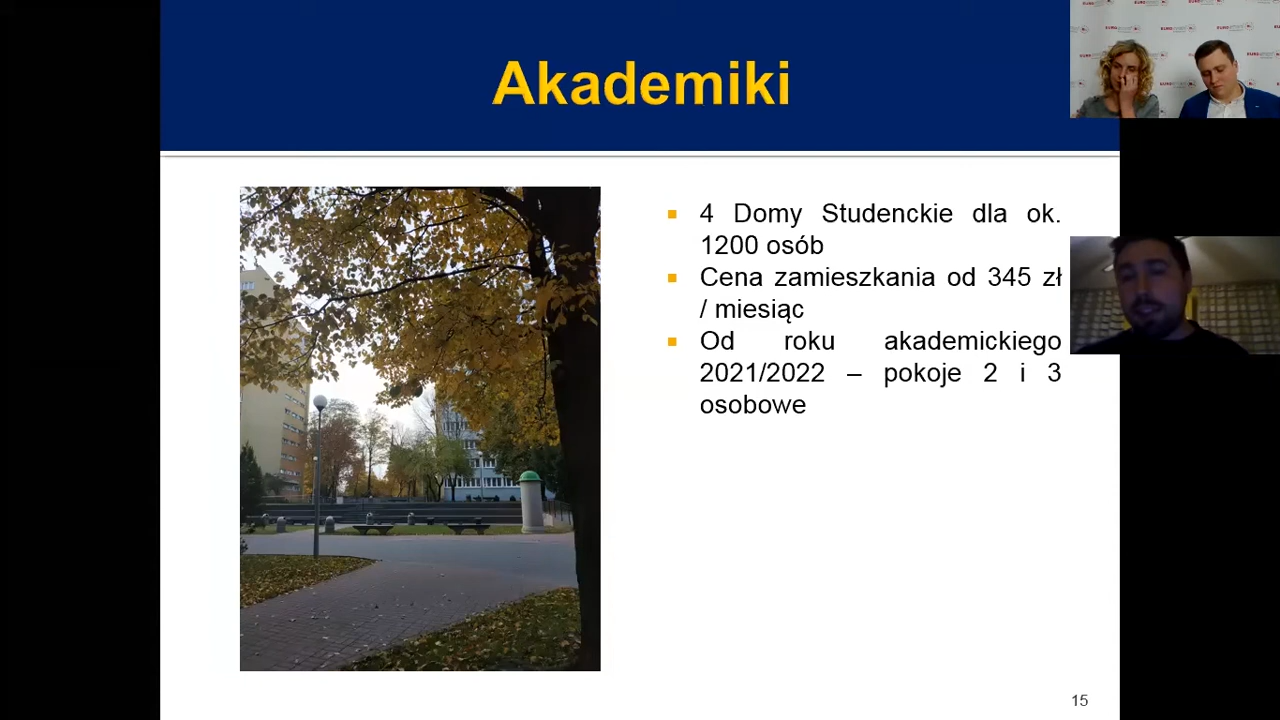 Akademiki
4 Domy Studenckie dla ok.
1200 osób
Cena zamieszkania od 345 zł
/ miesiąc
Od roku akademickiego
2021/2022 – pokoje 2 i 3
osobowe
15